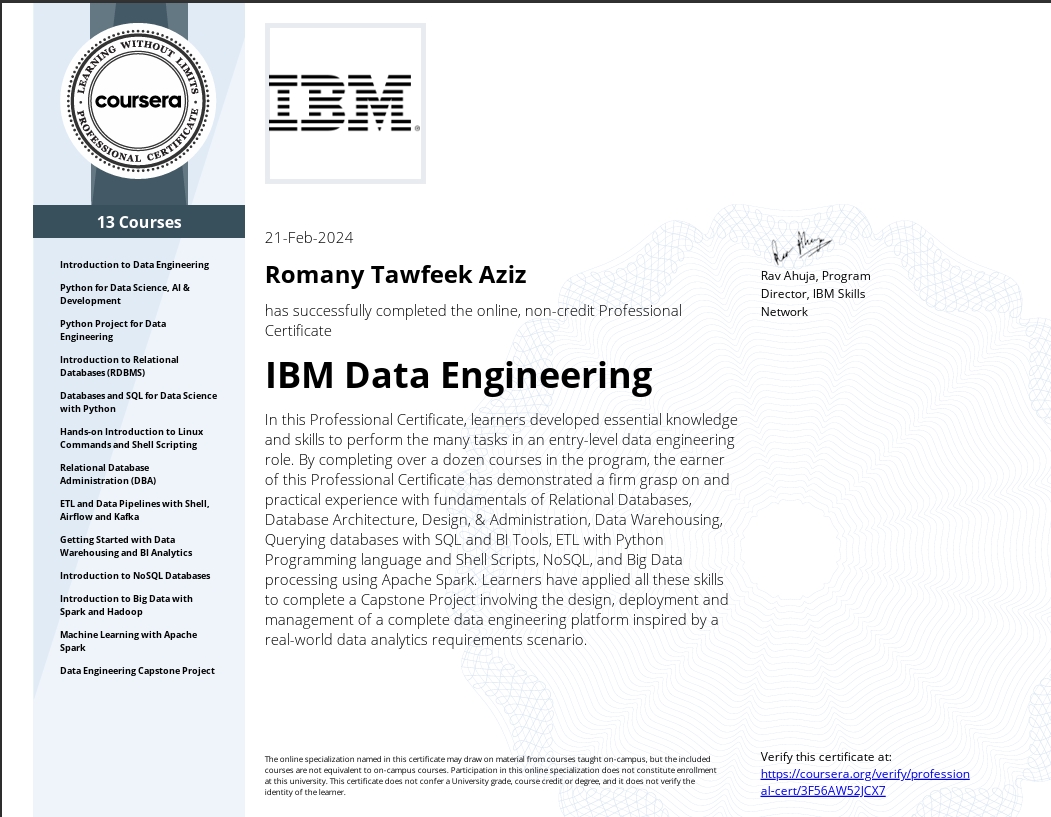 LEARNING WITHOUT LIMITS
coursera
PROFESSIONAL CERTIFICATE
13 Courses
Introduction to Data Engineering
Python for Data Science, AI &
Development
Python Project for Data
Engineering
Introduction to Relational
Databases (RDBMS)
Databases and SQL for Data Science
with Python
Hands-on Introduction to Linux
Commands and Shell Scripting
Relational Database
Administration (DBA)
ETL and Data Pipelines with Shell,
Airflow and Kafka
Getting Started with Data
Warehousing and BI Analytics
Introduction to NoSQL Databases
Introduction to Big Data with
Spark and Hadoop
Machine Learning with Apache
Spark
Data Engineering Capstone Project
IBM®
21-Feb-2024
Romany Tawfeek Aziz
has successfully completed the online, non-credit Professional
Certificate
IBM Data Engineering
In this Professional Certificate, learners developed essential knowledge
and skills to perform the many tasks in an entry-level data engineering
role. By completing over a dozen courses in the program, the earner
of this Professional Certificate has demonstrated a firm grasp on and
practical experience with fundamentals of Relational Databases,
Database Architecture, Design, & Administration, Data Warehousing,
Querying databases with SQL and BI Tools, ETL with Python
Programming language and Shell Scripts, NoSQL, and Big Data
processing using Apache Spark. Learners have applied all these skills
to complete a Capstone Project involving the design, deployment and
management of a complete data engineering platform inspired by a
real-world data analytics requirements scenario.
The online specialization named in this certificate may draw on material from courses taught on-campus, but the included
courses are not equivalent to on-campus courses. Participation in this online specialization does not constitute enrollment
at this university. This certificate does not confer a University grade, course credit or degree, and it does not verify the
identity of the learner.
Rav Ahuja
Rav Ahuja, Program
Director, IBM Skills
Network
Verify this certificate at:
https://coursera.org/verify/profession
al-cert/3F56AW52JCX7